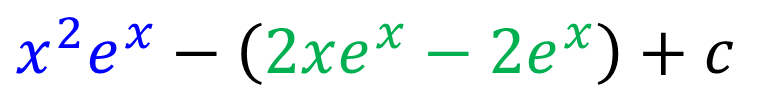 x²eˣ − (2xeˣ − 2eˣ) + c